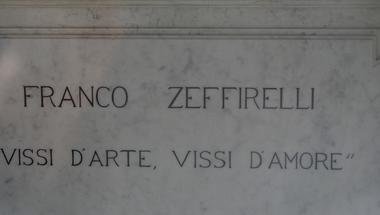 FRANCO ZEFFIRELLI
VISSI D'ARTE, VISSI D'AMORE"